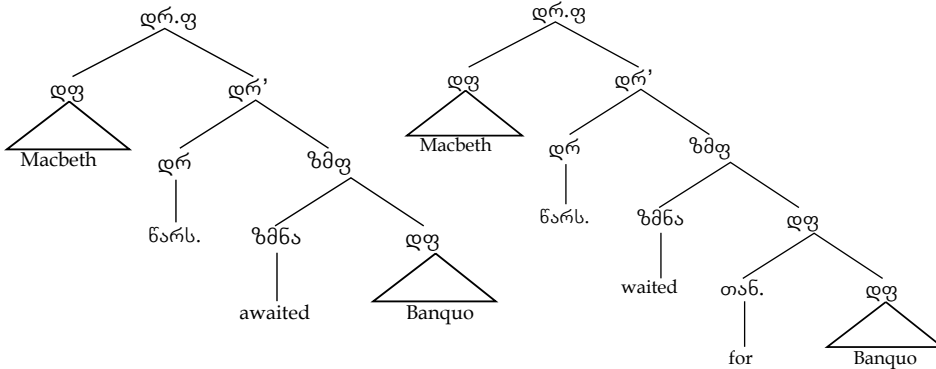 დრ.ფ
დფ
დრ’
Macbeth
დრ
ზმფ
წარს.
ზმნა
დფ
awaited
Banquo
დრ.ფ
დფ
დრ’
Macbeth
დრ
ზმფ
წარს.
ზმნა
დფ
waited
თან.
დფ
for
Banquo